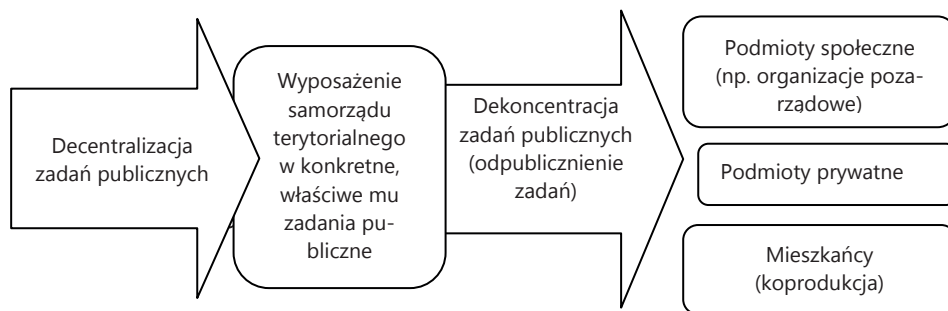 Decentralizacja
zadań publicznych
Wyposażenie
samorządu
terytorialnego
w konkretne,
właściwe mu
zadania pu-
bliczne
Dekoncentracja
zadań publicznych
(odpublicznienie
zadań)
Podmioty społeczne
(np. organizacje poza-
rządowe)
Podmioty prywatne
Mieszkańcy
(koprodukcja)